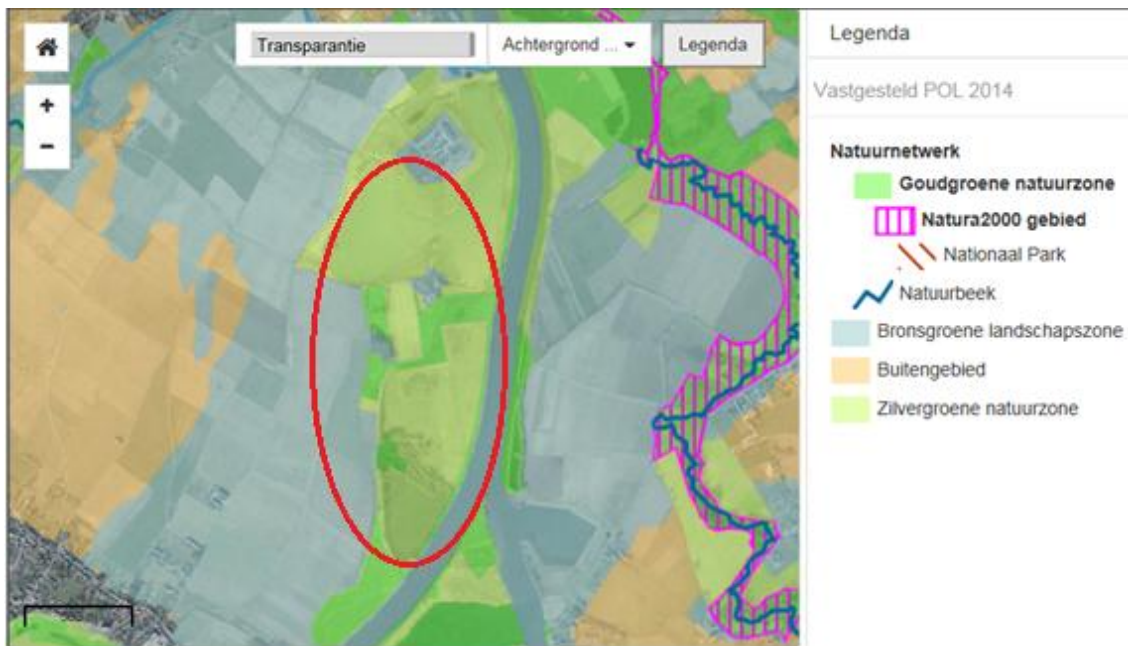 Transparantie
Achtergrond ...
Legenda
+
−
Legenda
Vastgesteld POL 2014
Natuurnetwerk
Goudgroene natuurzone
Natura2000 gebied
Nationaal Park
Natuurbeek
Bronsgroene landschapszone
Buitengebied
Zilvergroene natuurzone